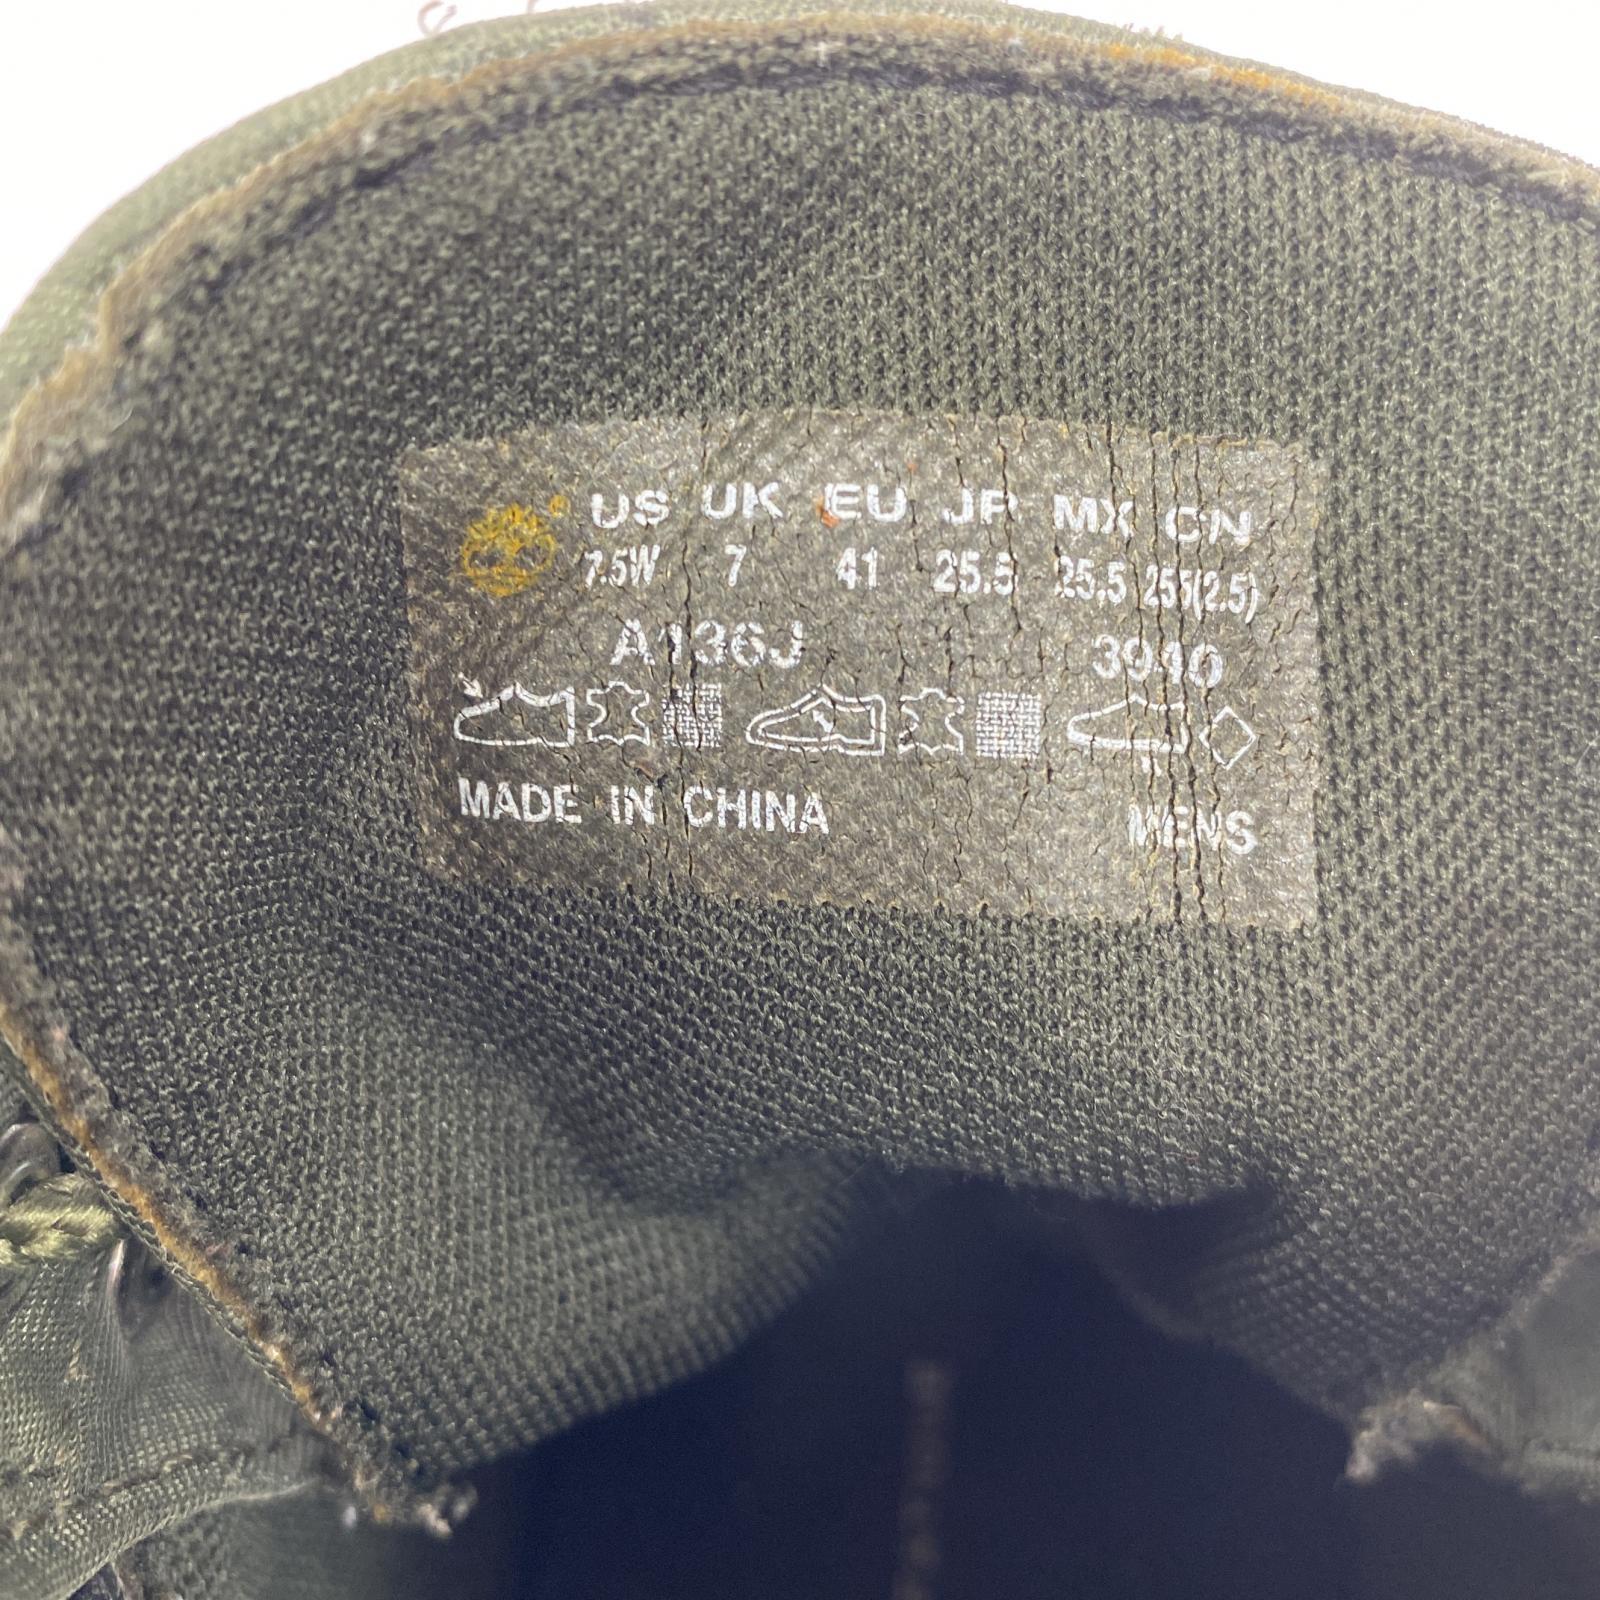 US UK EU JP MX CN
7.5W 7 41 25.5 25.5 255(2.5)
A136J
MADE IN CHINA MENS